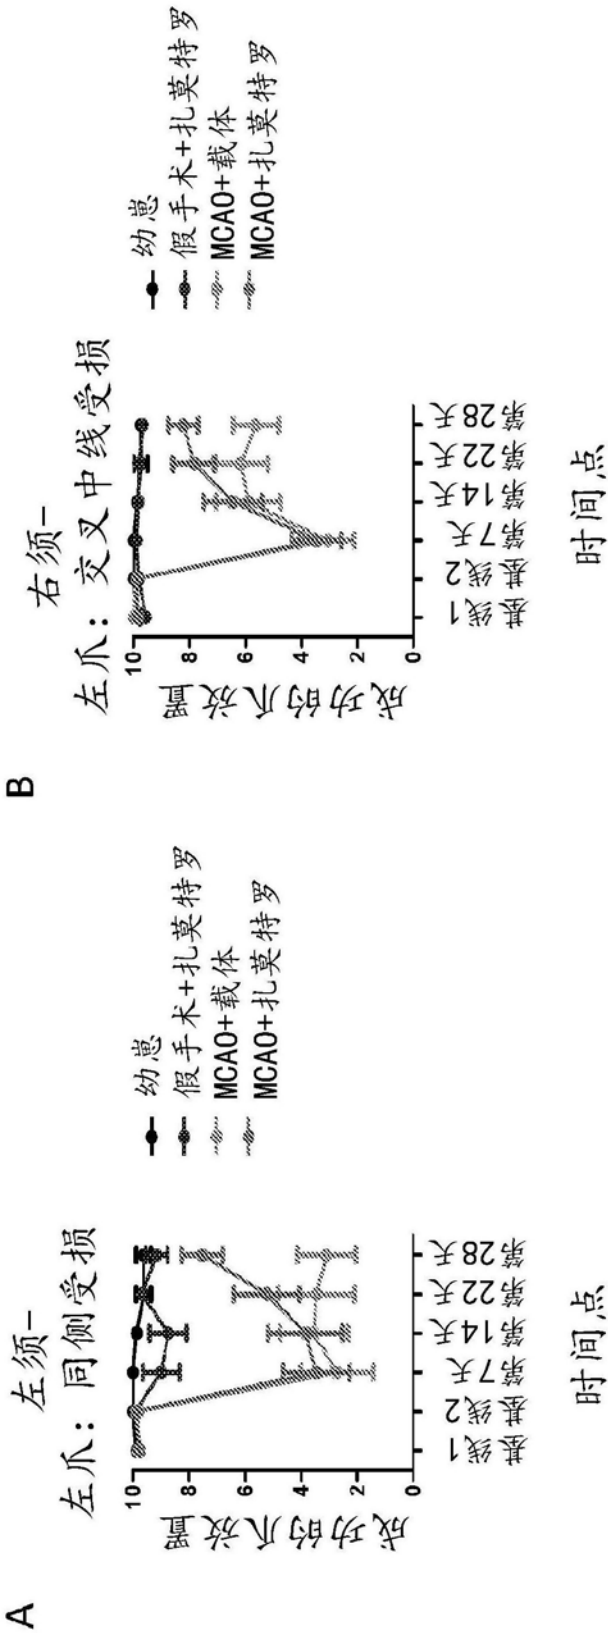 A
左须-
左爪: 同侧受损
成功的爪放置
10
8
6
4
2
0
基线1
基线2
第7天
第14天
第22天
第28天
时间点
幼崽
假手术+扎莫特罗
MCAO+载体
MCAO+扎莫特罗
B
右须-
左爪: 交叉中线受损
成功的爪放置
10
8
6
4
2
0
基线1
基线2
第7天
第14天
第22天
第28天
时间点
幼崽
假手术+扎莫特罗
MCAO+载体
MCAO+扎莫特罗